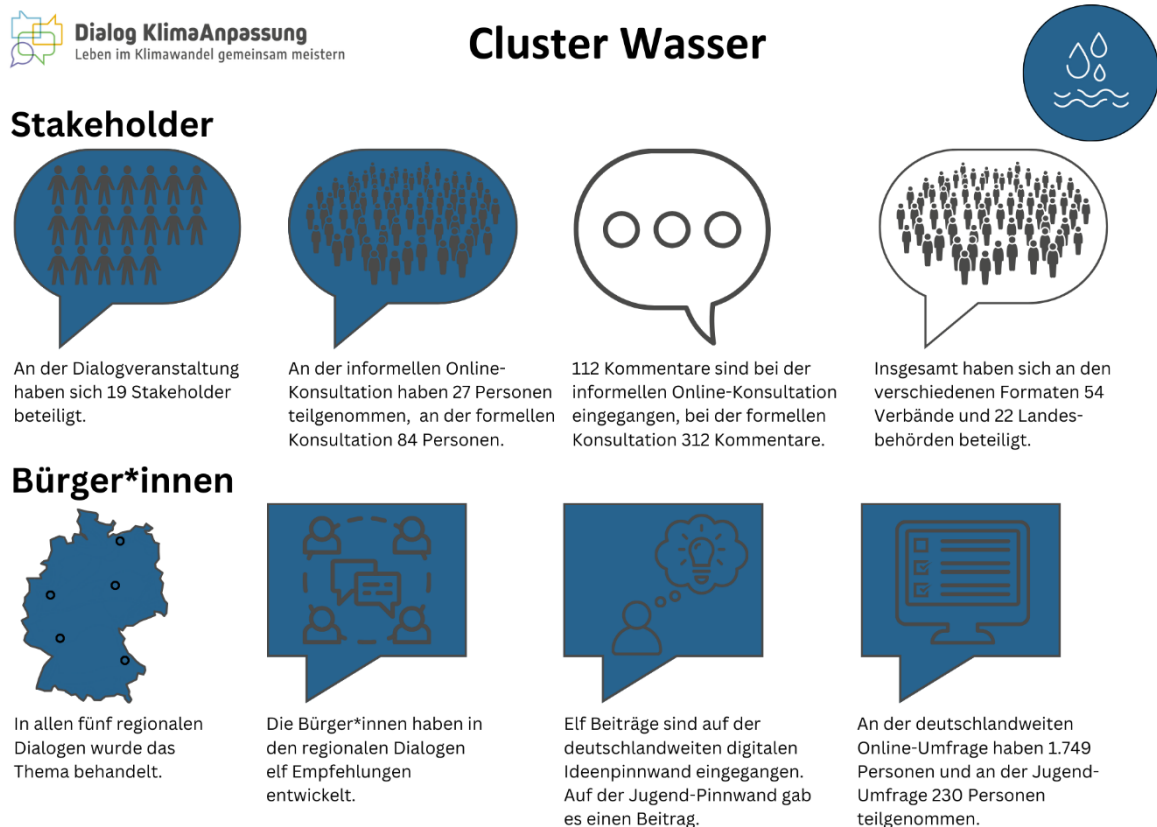 Dialog KlimaAnpassung
Leben im Klimawandel gemeinsam meistern
Cluster Wasser
Stakeholder
An der Dialogveranstaltung
haben sich 19 Stakeholder
beteiligt.
An der informellen Online-
Konsultation haben 27 Personen
teilgenommen, an der formellen
Konsultation 84 Personen.
112 Kommentare sind bei der
informellen Online-Konsultation
eingegangen, bei der formellen
Konsultation 312 Kommentare.
Insgesamt haben sich an den
verschiedenen Formaten 54
Verbände und 22 Landes-
behörden beteiligt.
Bürger*innen
In allen fünf regionalen
Dialogen wurde das
Thema behandelt.
Die Bürger*innen haben in
den regionalen Dialogen
elf Empfehlungen
entwickelt.
Elf Beiträge sind auf der
deutschlandweiten digitalen
Ideenpinnwand eingegangen.
Auf der Jugend-Pinnwand gab
es einen Beitrag.
An der deutschlandweiten
Online-Umfrage haben 1.749
Personen und an der Jugend-
Umfrage 230 Personen
teilgenommen.